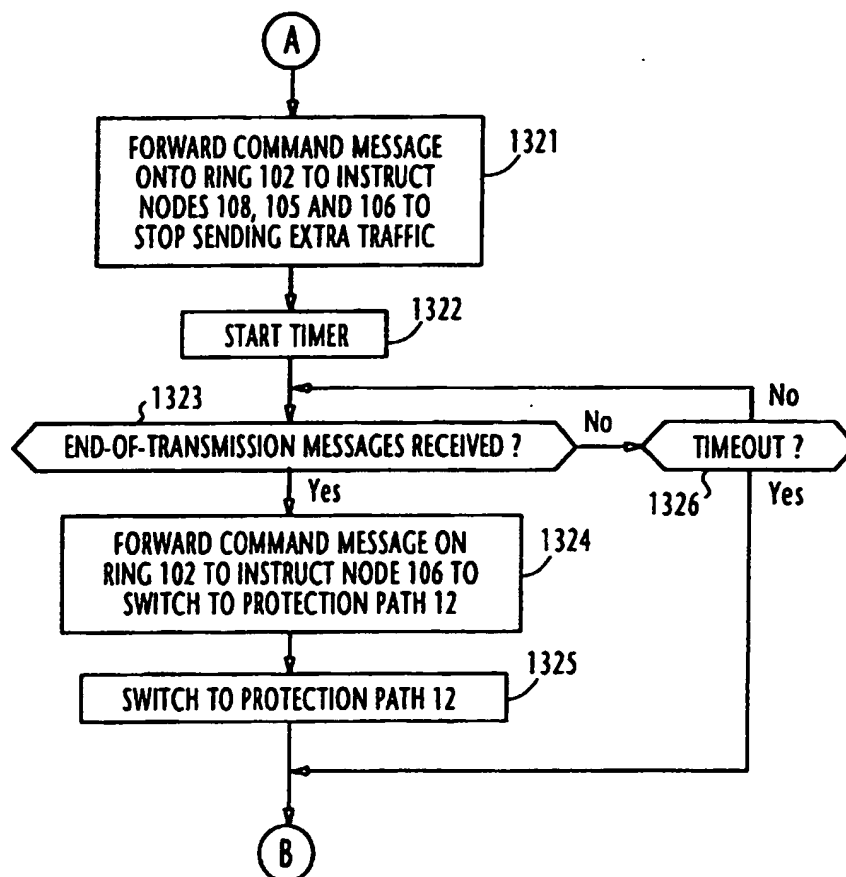 A
FORWARD COMMAND MESSAGE
ONTO RING 102 TO INSTRUCT
NODES 108, 105 AND 106 TO
STOP SENDING EXTRA TRAFFIC
1321
START TIMER
1322
1323
END-OF-TRANSMISSION MESSAGES RECEIVED ?
No
TIMEOUT ?
No
1326
Yes
Yes
FORWARD COMMAND MESSAGE ON
RING 102 TO INSTRUCT NODE 106 TO
SWITCH TO PROTECTION PATH 12
1324
SWITCH TO PROTECTION PATH 12
1325
B